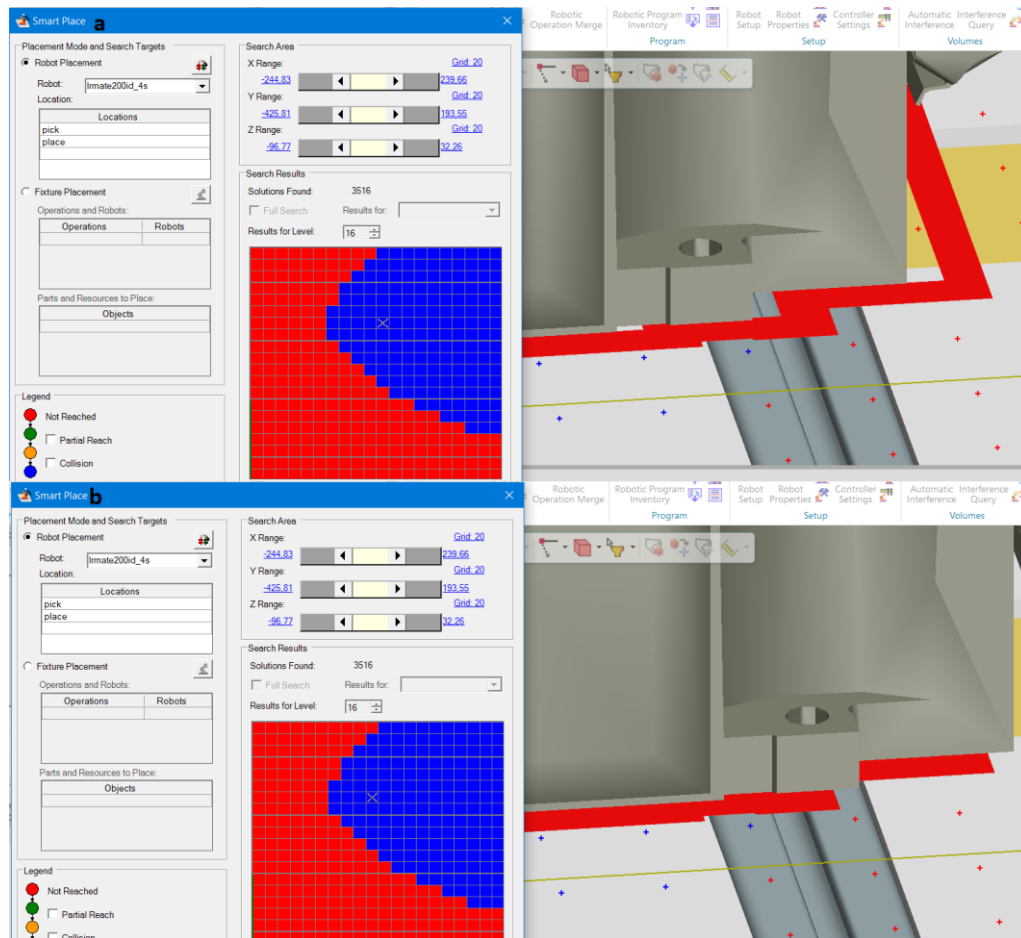 Smart Place a
Placement Mode and Search Targets
Robot Placement
Robot: lrmate200id_4s
Location:
Locations
pick
place
Fixture Placement
Operations and Robots:
Operations Robots
Parts and Resources to Place:
Objects
Legend
Not Reached
Partial Reach
Collision
Search Area
X Range: Grid: 20
-244.83 239.66
Y Range: Grid: 20
-425.81 193.55
Z Range: Grid: 20
-96.77 32.26
Search Results
Solutions Found: 3516
Full Search Results for:
Results for Level: 16
Robotic Operation Merge
Robotic Program Inventory
Program
Robot Setup
Robot Properties
Controller Settings
Setup
Automatic Interference
Interference Query
Volumes
Smart Place b
Placement Mode and Search Targets
Robot Placement
Robot: lrmate200id_4s
Location:
Locations
pick
place
Fixture Placement
Operations and Robots:
Operations Robots
Parts and Resources to Place:
Objects
Legend
Not Reached
Partial Reach
Collision
Search Area
X Range: Grid: 20
-244.83 239.66
Y Range: Grid: 20
-425.81 193.55
Z Range: Grid: 20
-96.77 32.26
Search Results
Solutions Found: 3516
Full Search Results for:
Results for Level: 16
Robotic Operation Merge
Robotic Program Inventory
Program
Robot Setup
Robot Properties
Controller Settings
Setup
Automatic Interference
Interference Query
Volumes